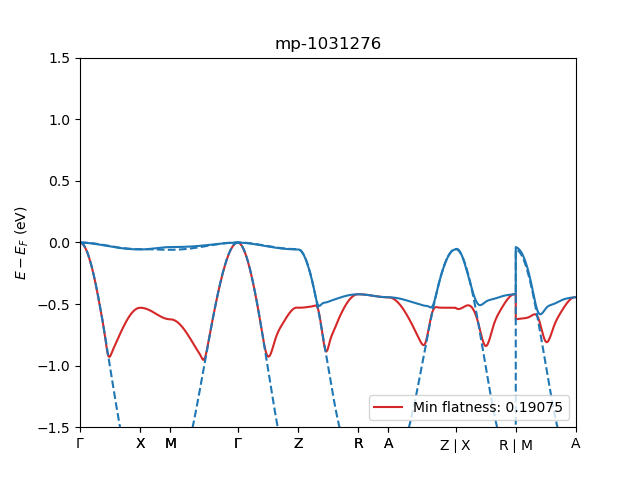 mp-1031276
1.5
1.0
0.5
0.0
−0.5
−1.0
−1.5
E − E_F (eV)
Min flatness: 0.19075
Γ X M Γ Z R A Z | X R | M A